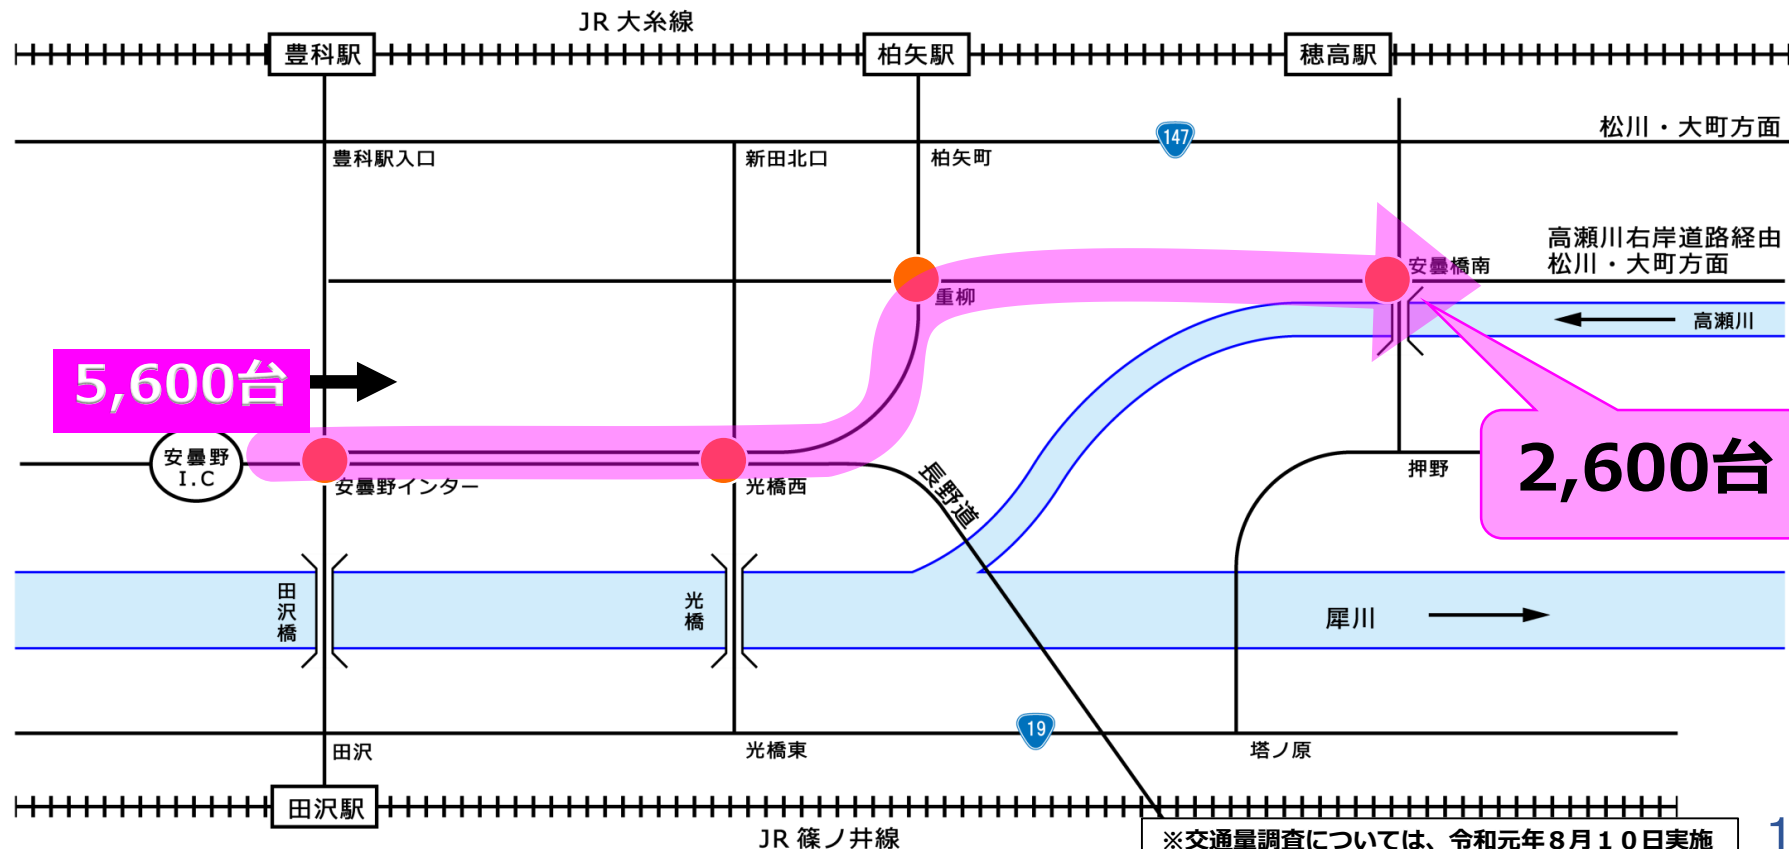 JR 大糸線
豊科駅
柏矢駅
穂高駅
147
松川・大町方面
豊科駅入口
新田北口
柏矢町
高瀬川右岸道路経由
松川・大町方面
安曇橋南
重柳
高瀬川
5,600台
安曇野
I.C
安曇野インター
光橋西
長野道
押野
2,600台
田沢橋
光橋
犀川
19
田沢
光橋東
塔ノ原
田沢駅
JR 篠ノ井線
※交通量調査については、令和元年８月１０日実施
1